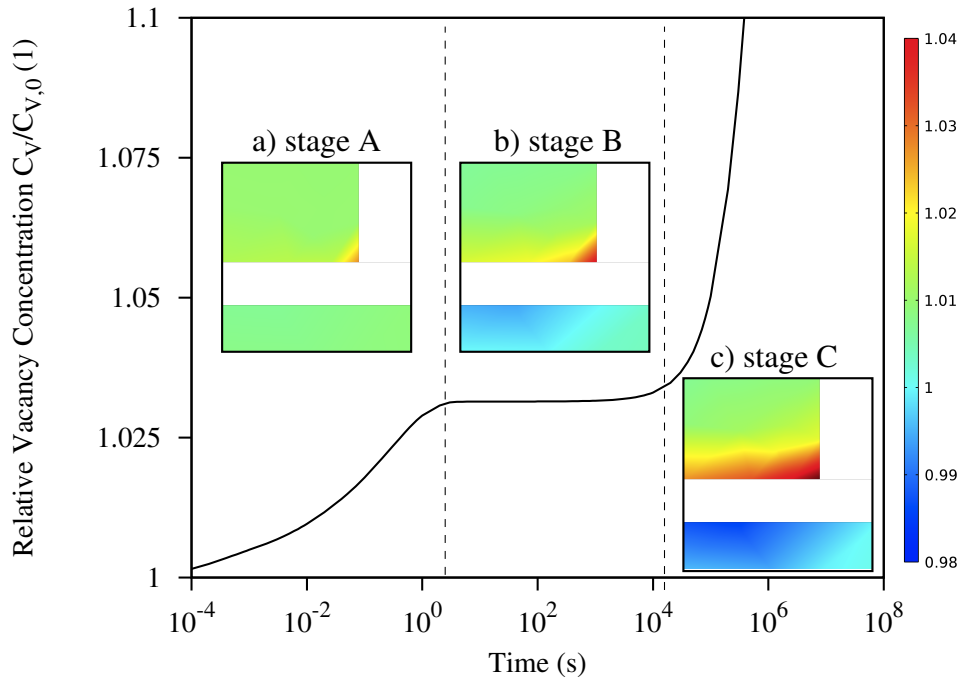 Relative Vacancy Concentration C_V/C_V,0 (1)
1.1
1.075
1.05
1.025
1
a) stage A
b) stage B
c) stage C
1.04
1.03
1.02
1.01
1
0.99
0.98
10^-4 10^-2 10^0 10^2 10^4 10^6 10^8
Time (s)